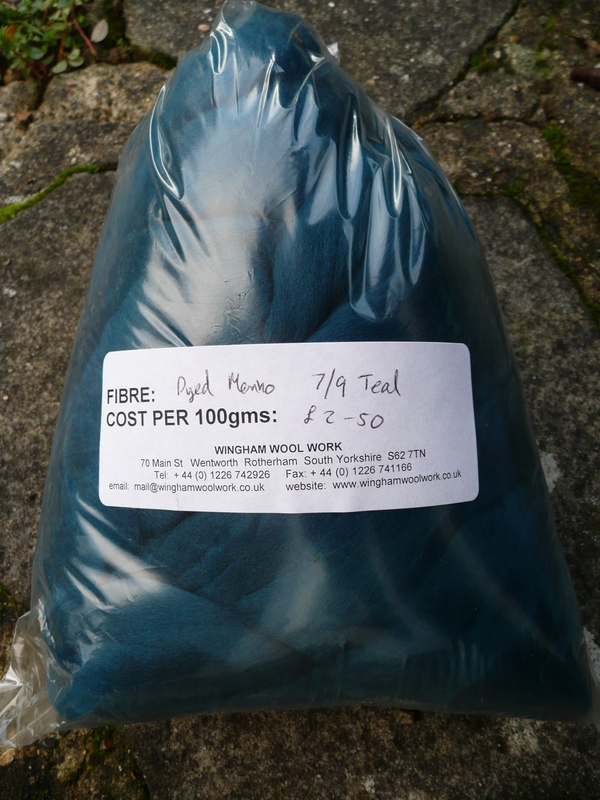 FIBRE: Dyed Merino 7/9 Teal
COST PER 100gms: £2-50
WINGHAM WOOL WORK
70 Main St Wentworth Rotherham South Yorkshire S62 7TN
Tel: + 44 (0) 1226 742926 Fax: + 44 (0) 1226 741166
email: mail@winghamwoolwork.co.uk website: www.winghamwoolwork.co.uk